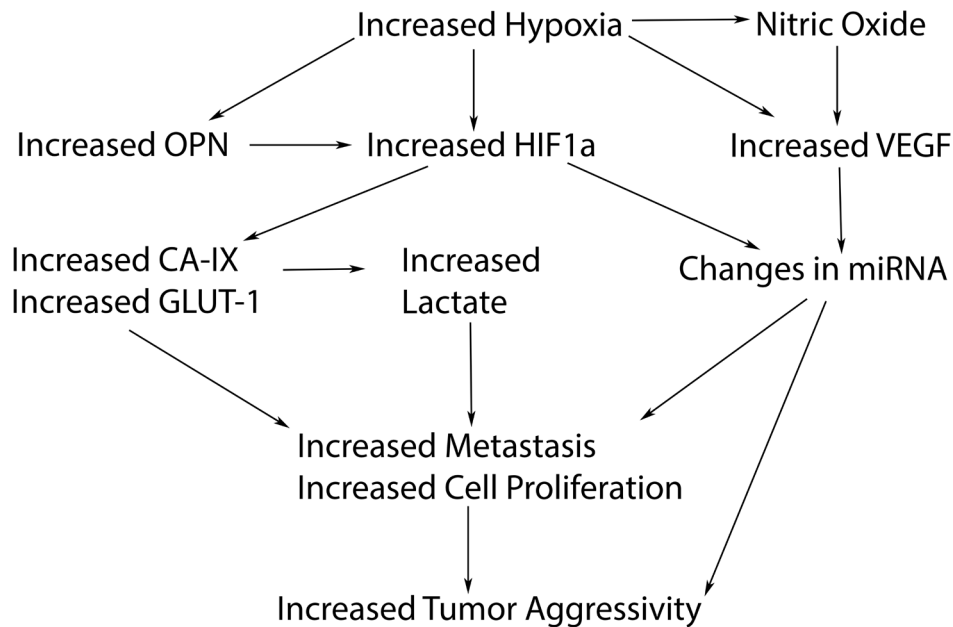 Increased Hypoxia
Nitric Oxide
Increased OPN
Increased HIF1a
Increased VEGF
Increased CA-IX
Increased GLUT-1
Increased
Lactate
Changes in miRNA
Increased Metastasis
Increased Cell Proliferation
Increased Tumor Aggressivity